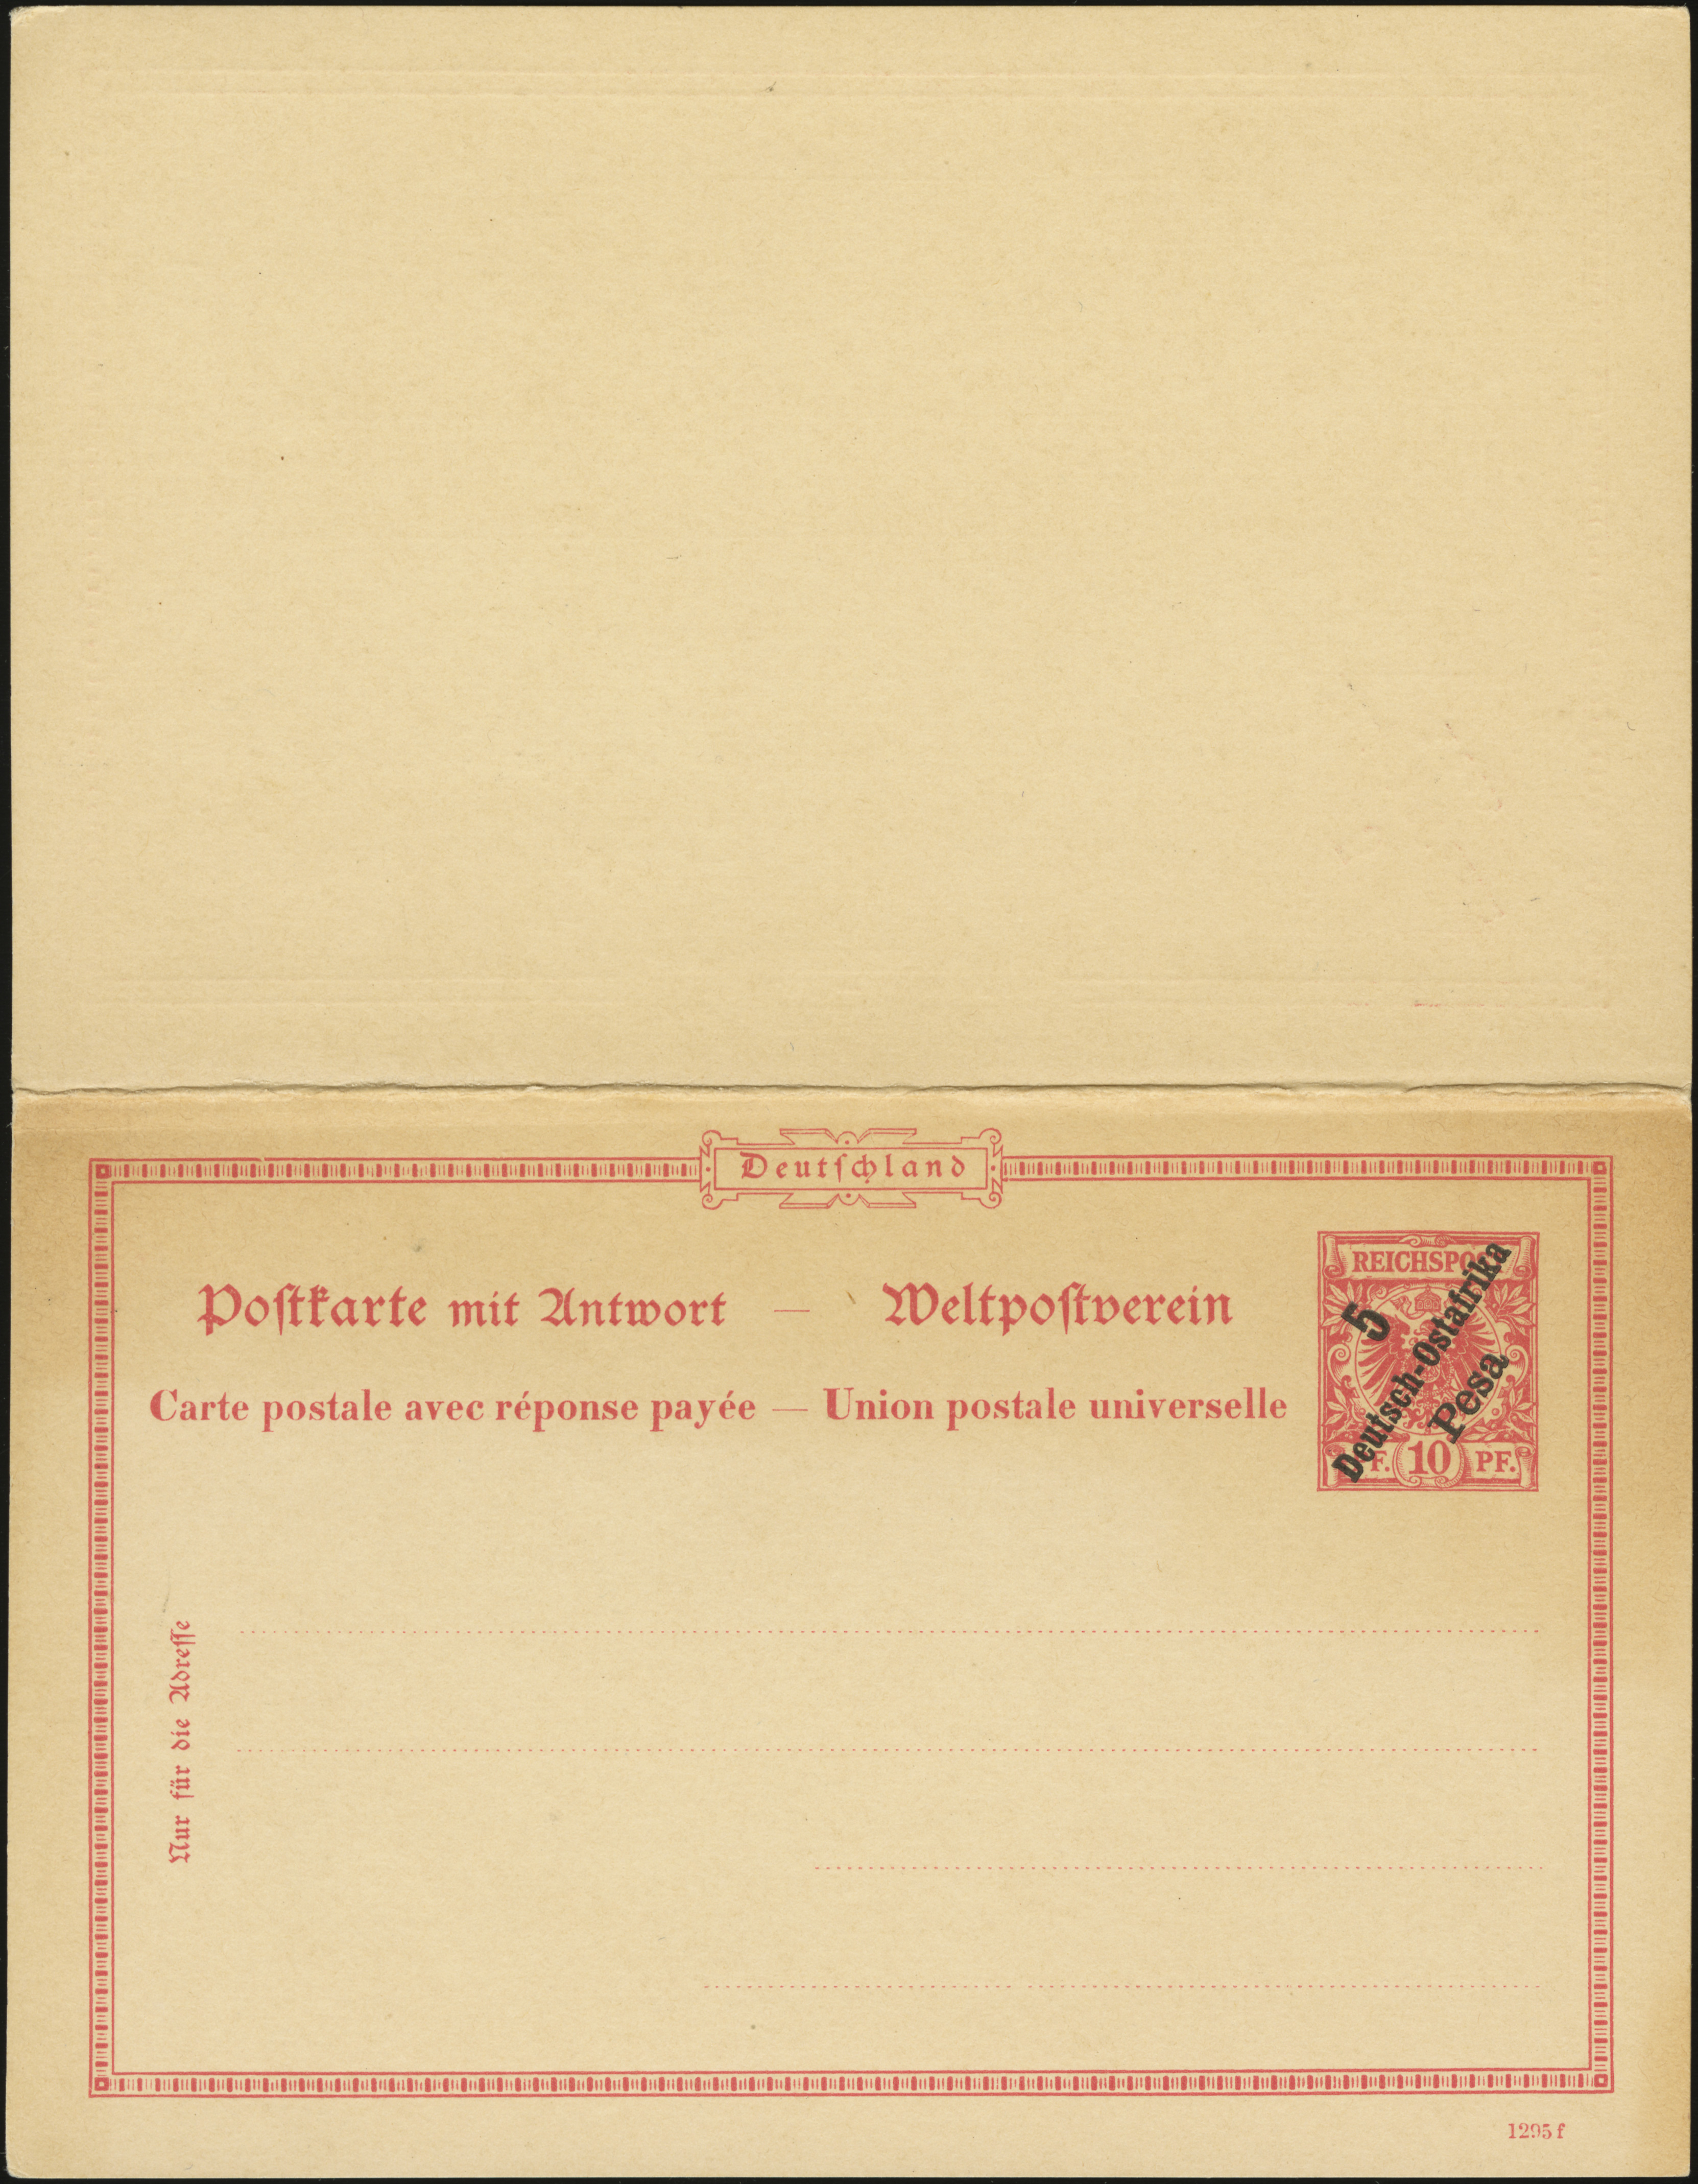 Deutſchland
Poſtkarte mit Antwort — Weltpoſtverein
Carte postale avec réponse payée — Union postale universelle
REICHSPO
5
Deutsch-Ostafrika
Pesa
F. 10 PF.
Nur für die Adreſſe
1295 f